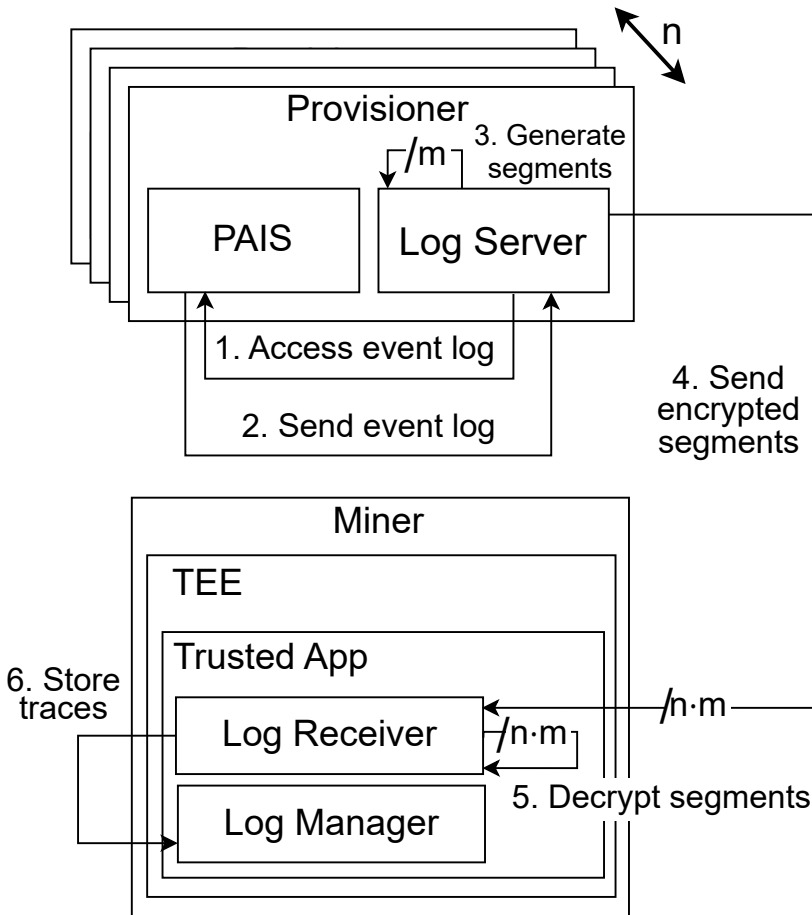 n
Provisioner
3. Generate
segments
/m
PAIS
Log Server
1. Access event log
2. Send event log
4. Send
encrypted
segments
Miner
TEE
Trusted App
6. Store
traces
Log Receiver
/n·m
/n·m
5. Decrypt segments
Log Manager